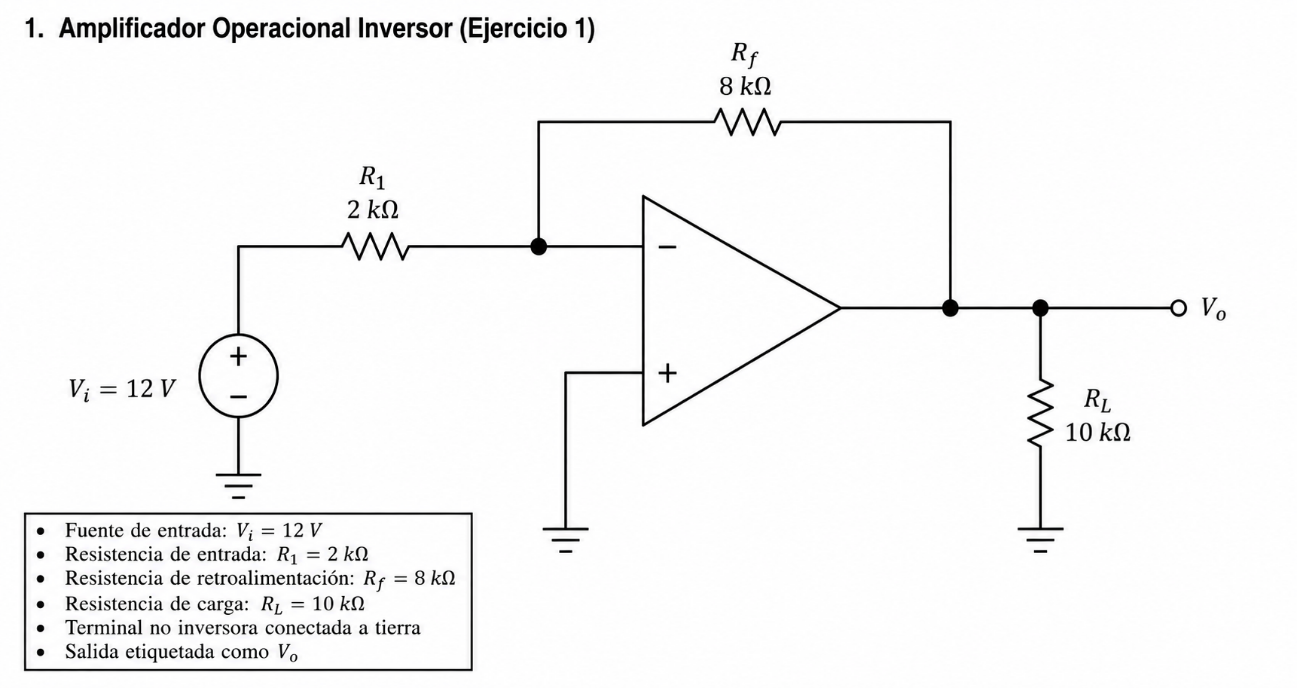 1. Amplificador Operacional Inversor (Ejercicio 1)
R_f
8 kΩ
R_1
2 kΩ
−
+
V_i = 12 V
+
−
V_o
R_L
10 kΩ
• Fuente de entrada: V_i = 12 V
• Resistencia de entrada: R_1 = 2 kΩ
• Resistencia de retroalimentación: R_f = 8 kΩ
• Resistencia de carga: R_L = 10 kΩ
• Terminal no inversora conectada a tierra
• Salida etiquetada como V_o